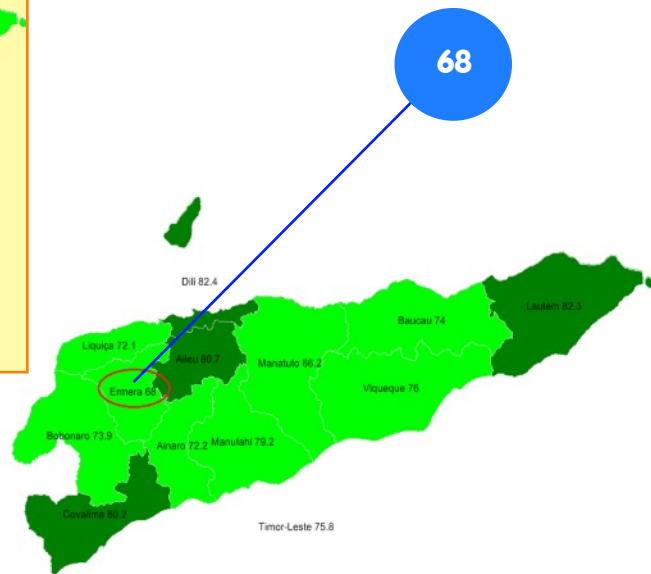 68
Dili 82.4
Lautem 82.3
Baucau 74
Liquiça 72.1
Aileu 80.7
Manatuto 66.2
Ermera 68
Viqueque 76
Bobonaro 73.9
Ainaro 72.2
Manufahi 79.2
Covalima 80.2
Timor-Leste 75.8